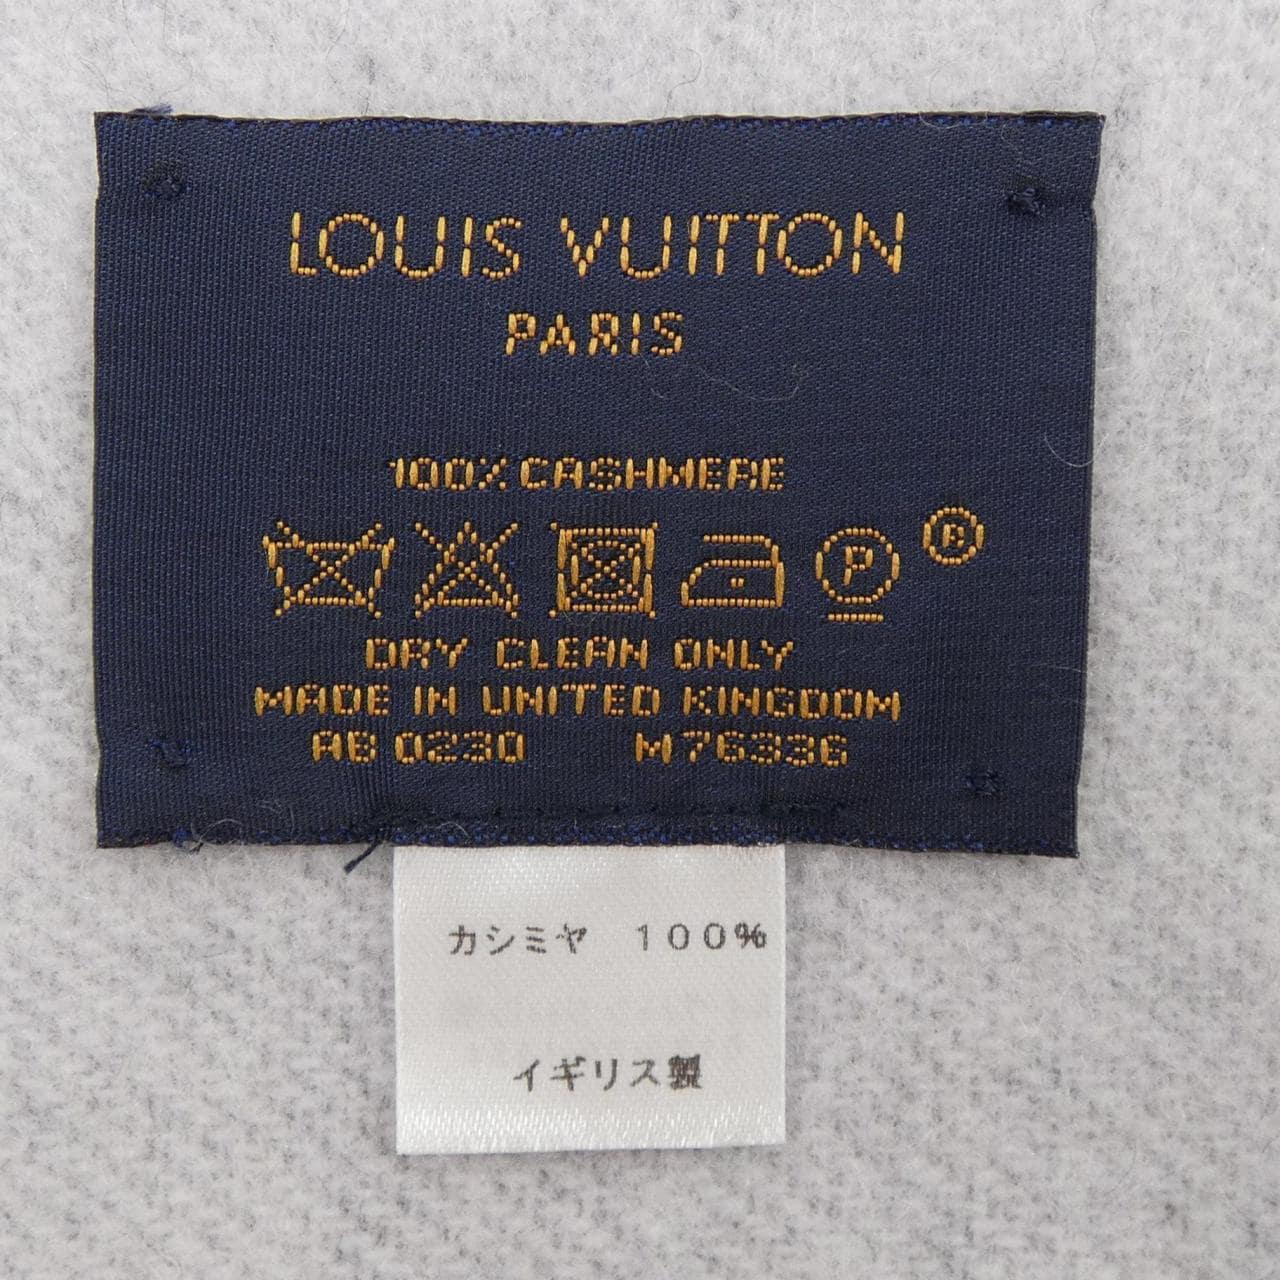 LOUIS VUITTON
PARIS
100% CASHMERE
P ®
DRY CLEAN ONLY
MADE IN UNITED KINGDOM
AB 0230 M76336
カシミヤ 100%
イギリス製